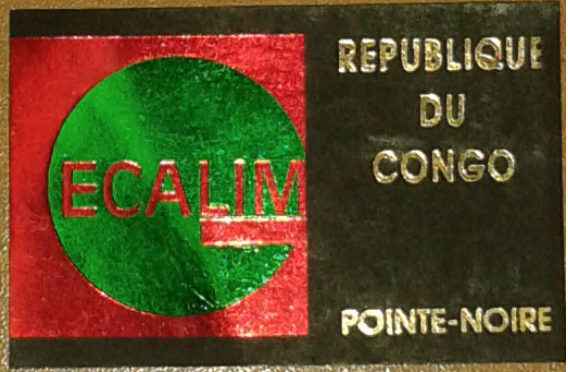 ECALIM
REPUBLIQUE
DU
CONGO
POINTE-NOIRE